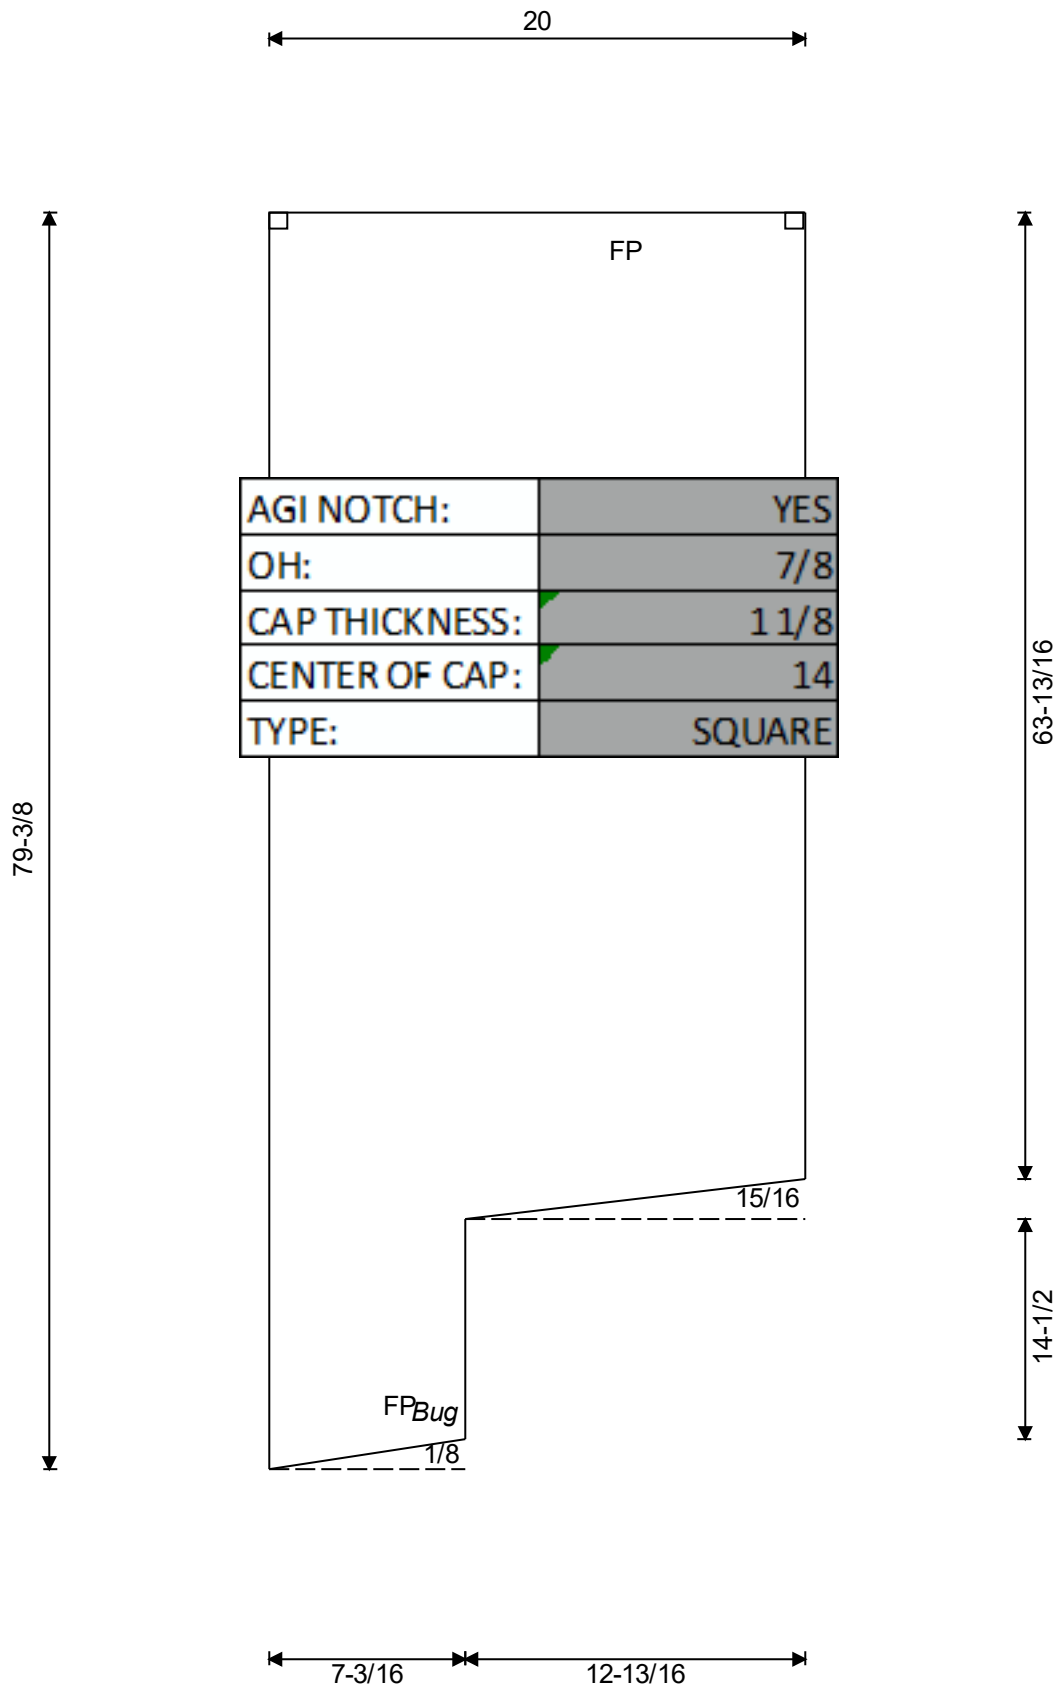 20
FP
AGI NOTCH: YES
OH: 7/8
CAP THICKNESS: 1 1/8
CENTER OF CAP: 14
TYPE: SQUARE
63-13/16
79-3/8
15/16
14-1/2
FP Bug
1/8
7-3/16 12-13/16